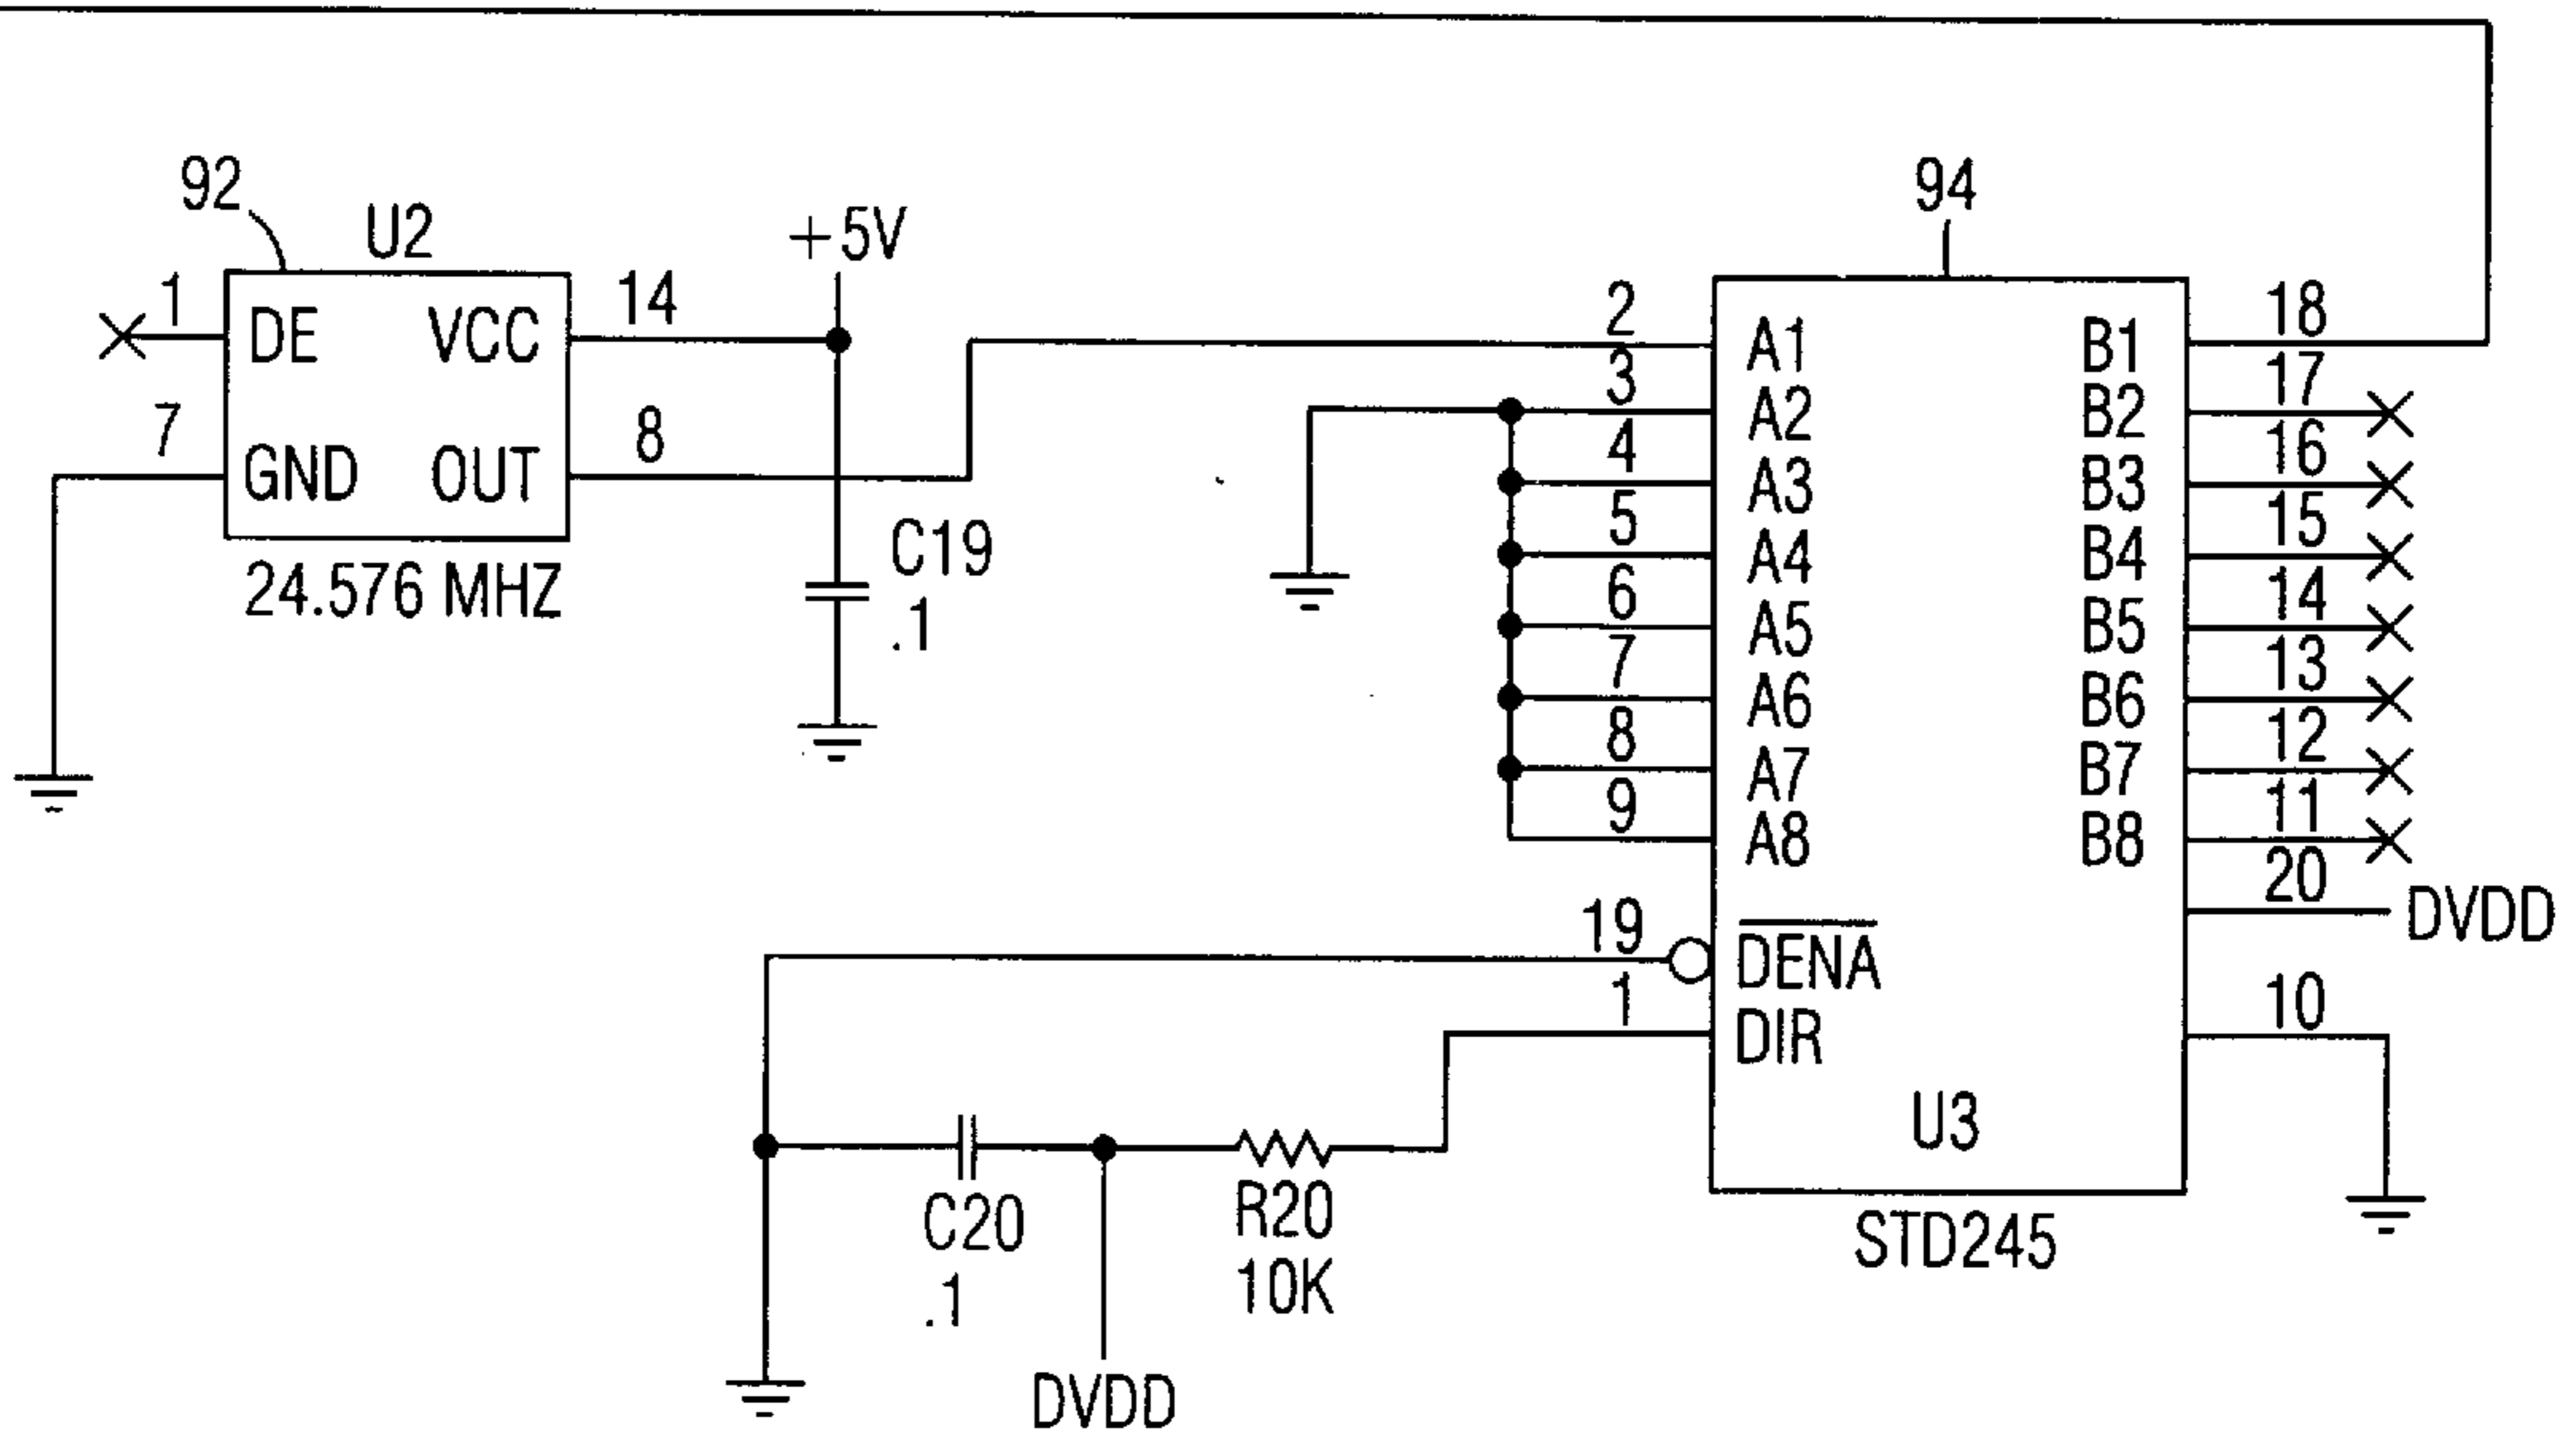 92
U2
1
DE
VCC
14
7
GND
OUT
8
24.576 MHZ
+5V
C19
.1
94
2
A1
3
A2
4
A3
5
A4
6
A5
7
A6
8
A7
9
A8
19
DENA
1
DIR
B1
18
B2
17
B3
16
B4
15
B5
14
B6
13
B7
12
B8
11
20
DVDD
10
U3
STD245
C20
.1
R20
10K
DVDD